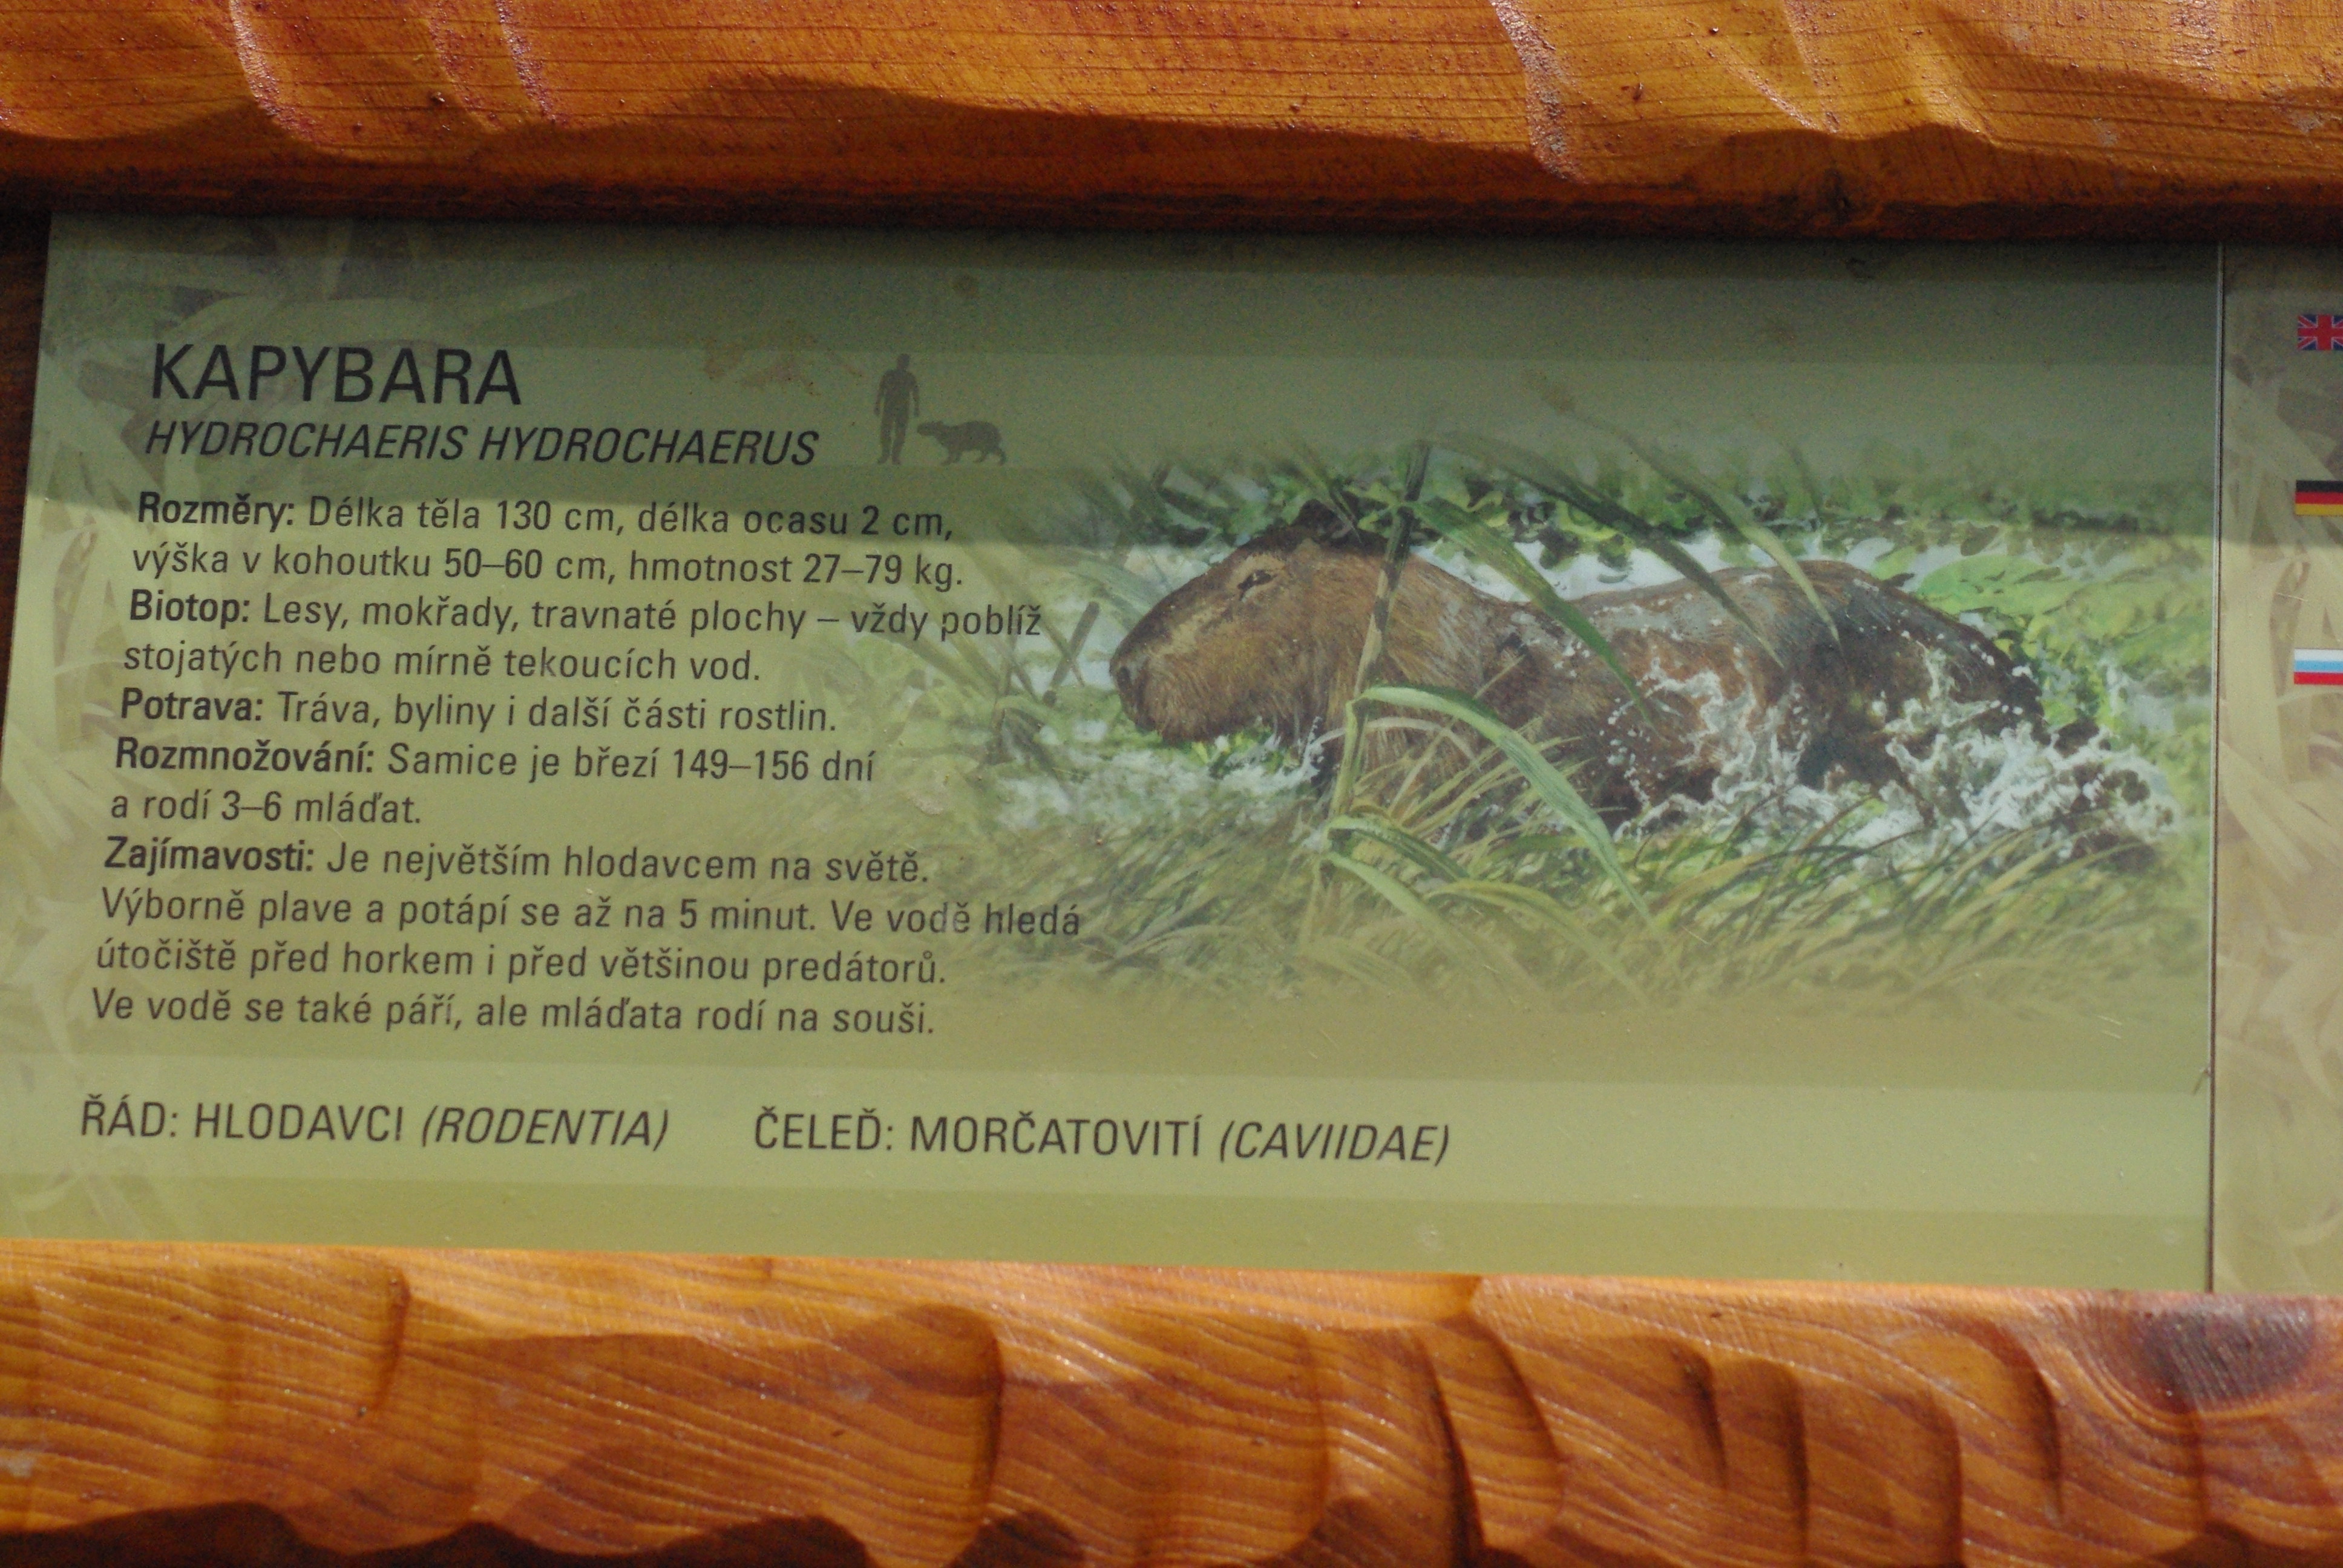 KAPYBARA
HYDROCHAERIS HYDROCHAERUS
Rozměry: Délka těla 130 cm, délka ocasu 2 cm,
výška v kohoutku 50–60 cm, hmotnost 27–79 kg.
Biotop: Lesy, mokřady, travnaté plochy – vždy poblíž
stojatých nebo mírně tekoucích vod.
Potrava: Tráva, byliny i další části rostlin.
Rozmnožování: Samice je březí 149–156 dní
a rodí 3–6 mláďat.
Zajímavosti: Je největším hlodavcem na světě.
Výborně plave a potápí se až na 5 minut. Ve vodě hledá
útočiště před horkem i před většinou predátorů.
Ve vodě se také páří, ale mláďata rodí na souši.
ŘÁD: HLODAVCI (RODENTIA) ČELEĎ: MORČATOVITÍ (CAVIIDAE)